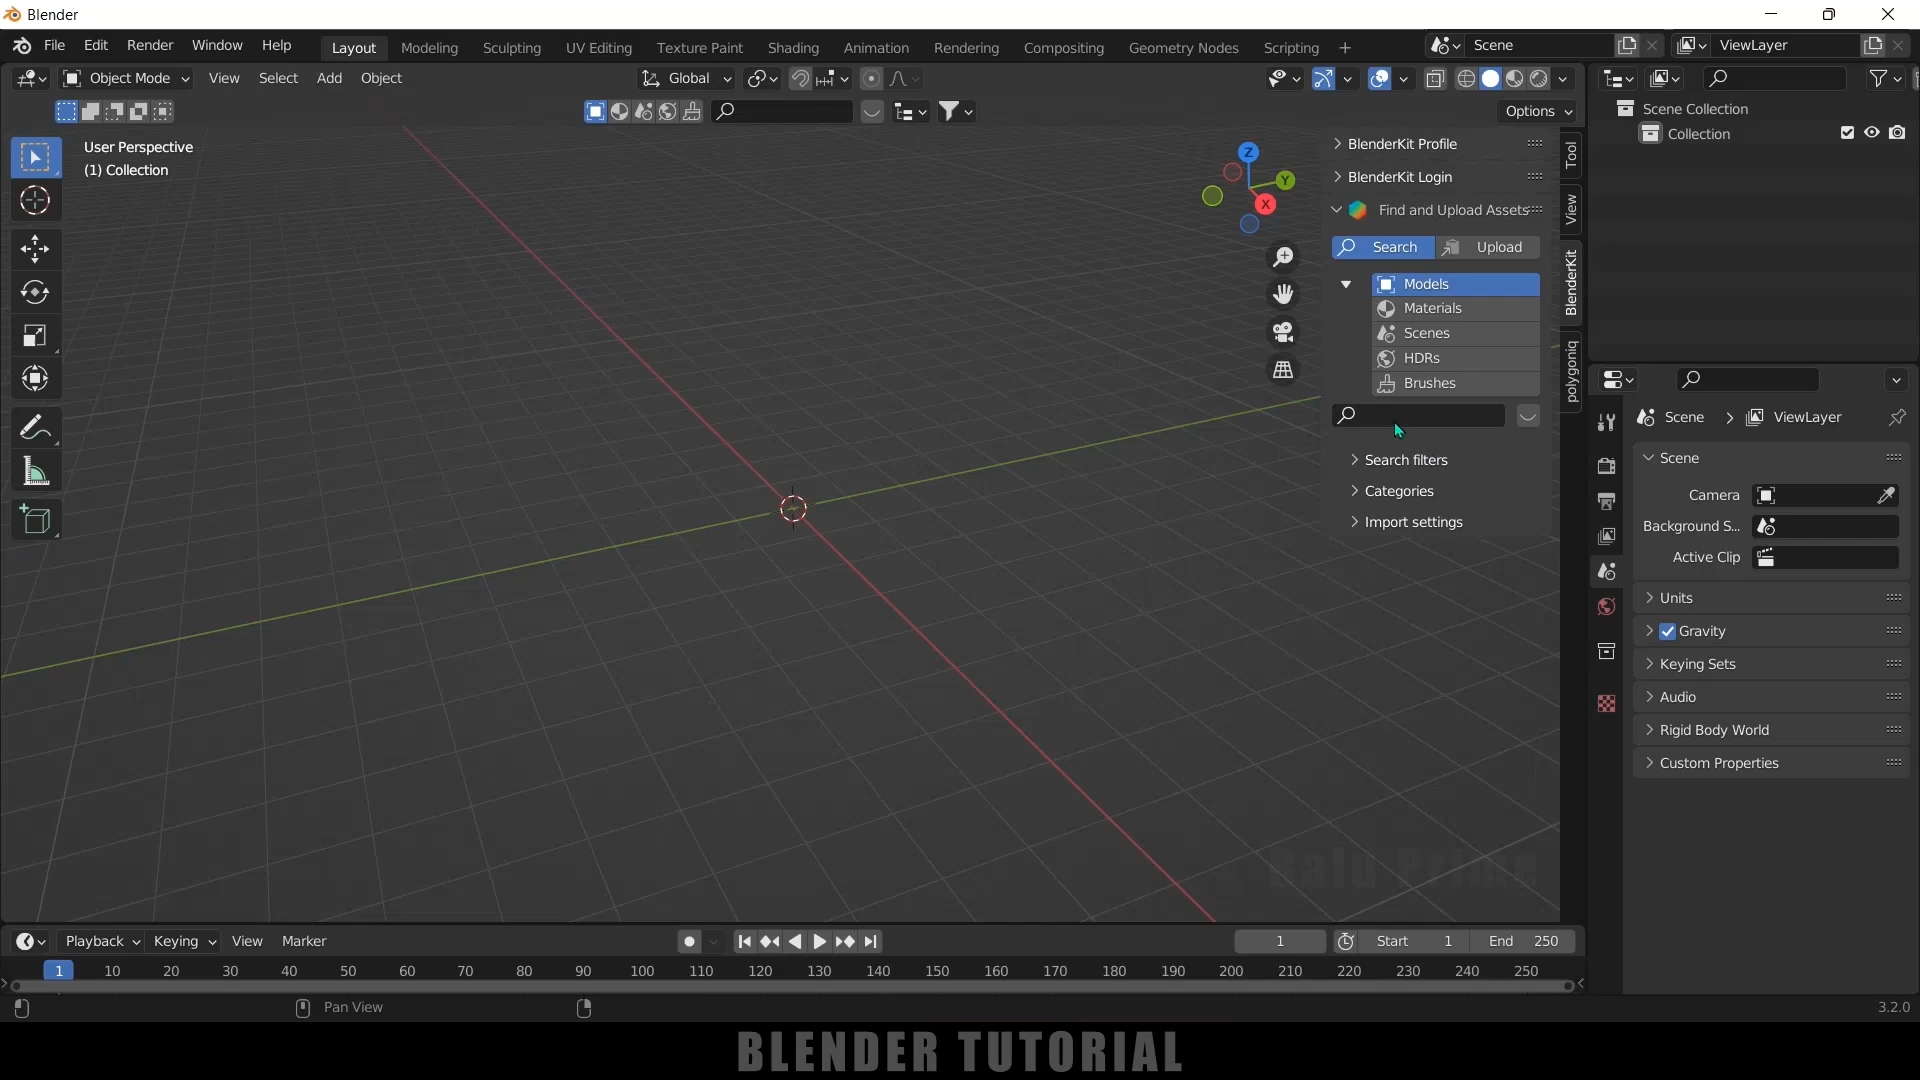 Blender
File Edit Render Window Help Layout Modeling Sculpting UV Editing Texture Paint Shading Animation Rendering Compositing Geometry Nodes Scripting + Scene ViewLayer
Object Mode View Select Add Object Global
Options
User Perspective
(1) Collection
Z
Y
X
BlenderKit Profile
BlenderKit Login
Find and Upload Assets
Search Upload
Models
Materials
Scenes
HDRs
Brushes
Search filters
Categories
Import settings
Tool
View
BlenderKit
polygoniq
Scene Collection
Collection
Scene > ViewLayer
Scene
Camera
Background S...
Active Clip
Units
Gravity
Keying Sets
Audio
Rigid Body World
Custom Properties
Balu Prime
Playback Keying View Marker 1 Start 1 End 250
1 10 20 30 40 50 60 70 80 90 100 110 120 130 140 150 160 170 180 190 200 210 220 230 240 250
Pan View 3.2.0
BLENDER TUTORIAL